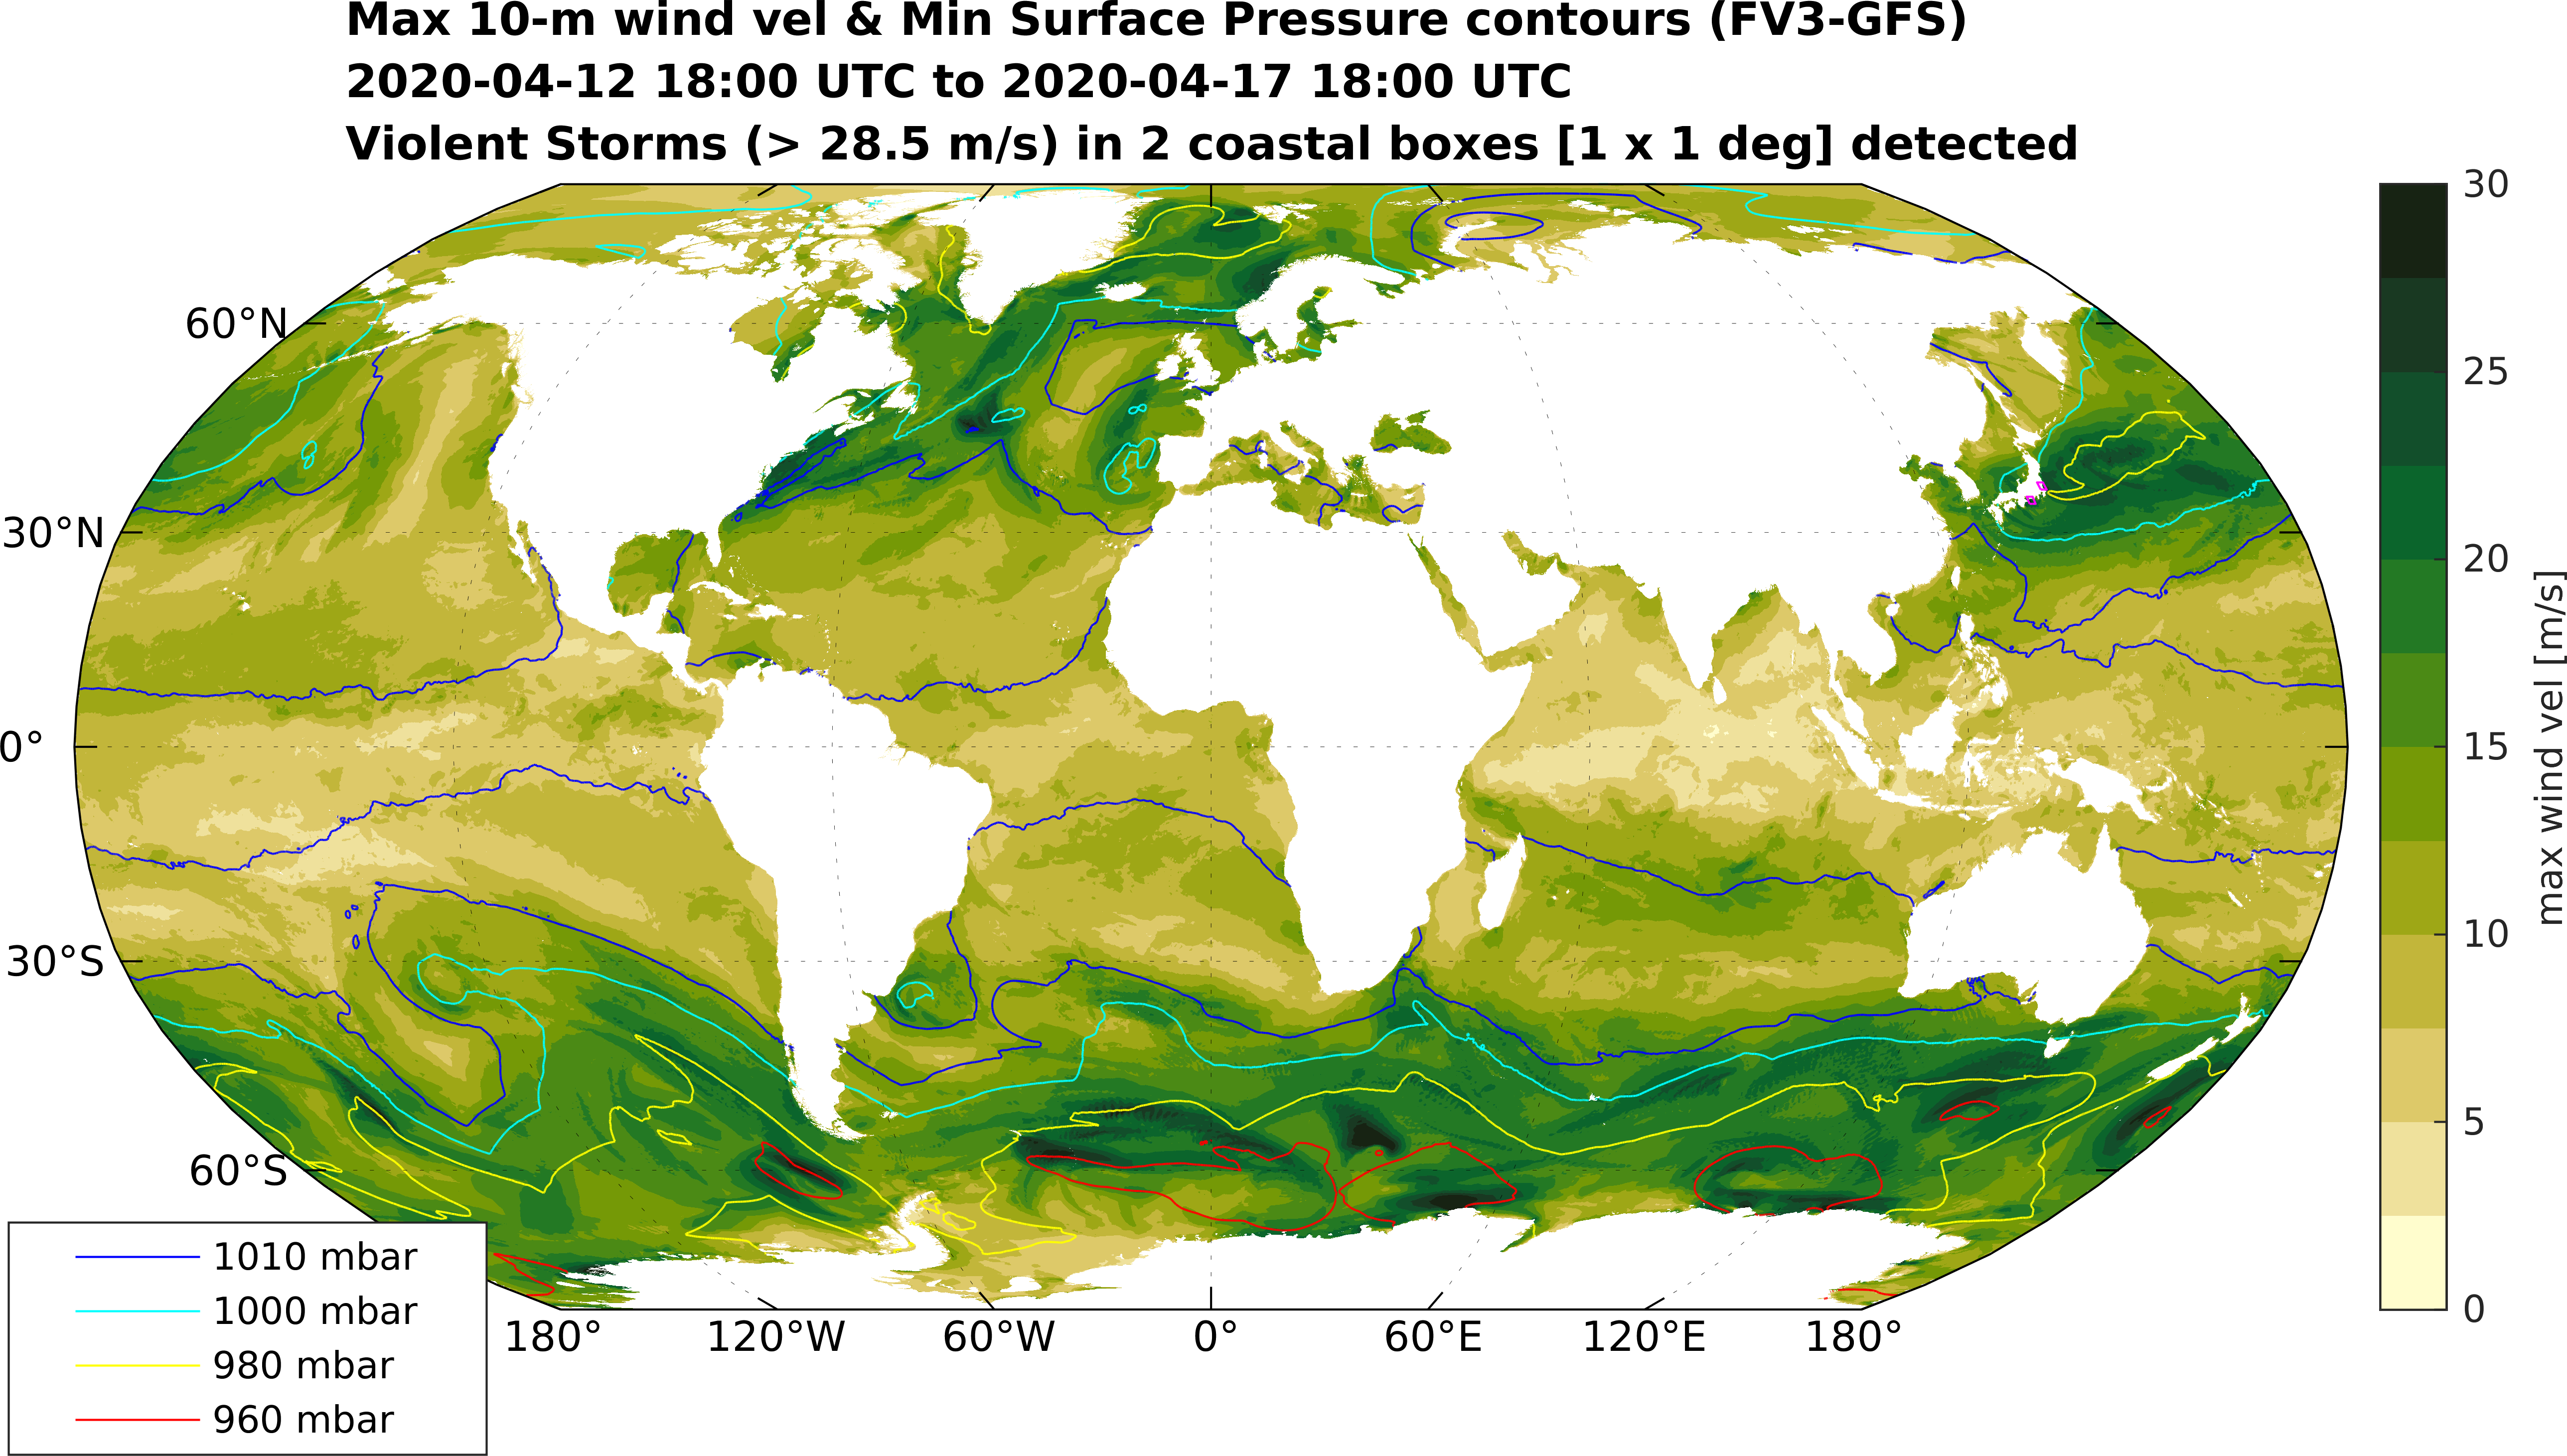 Max 10-m wind vel & Min Surface Pressure contours (FV3-GFS)
2020-04-12 18:00 UTC to 2020-04-17 18:00 UTC
Violent Storms (> 28.5 m/s) in 2 coastal boxes [1 x 1 deg] detected
60°N
30°N
0°
30°S
60°S
180°
120°W
60°W
0°
60°E
120°E
180°
1010 mbar
1000 mbar
980 mbar
960 mbar
30
25
20
15
10
5
0
max wind vel [m/s]